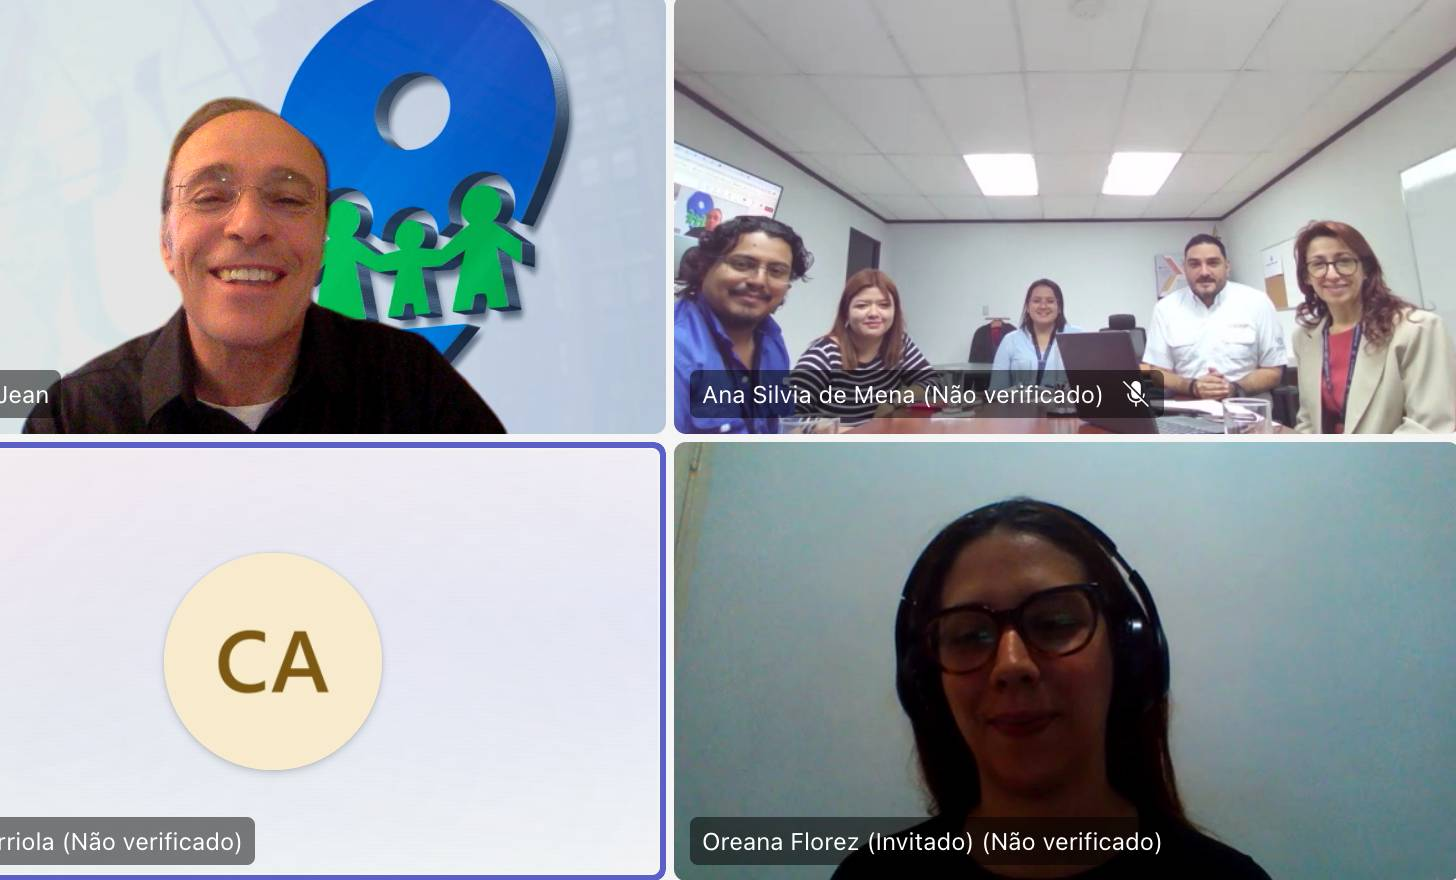 Jean
Ana Silvia de Mena (Não verificado)
CA
rriola (Não verificado)
Oreana Florez (Invitado) (Não verificado)